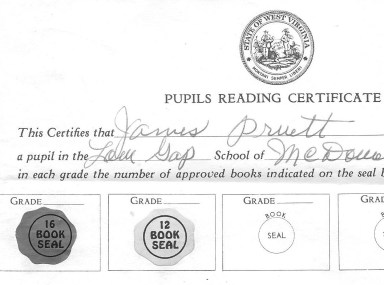 STATE OF WEST VIRGINIA
MONTANI SEMPER LIBERI
PUPILS READING CERTIFICATE
This Certifies that James Pruett
a pupil in the Gap School of
in each grade the number of approved books indicated on the seal
GRADE GRADE GRADE GRAD
16 BOOK SEAL
12 BOOK SEAL
BOOK SEAL